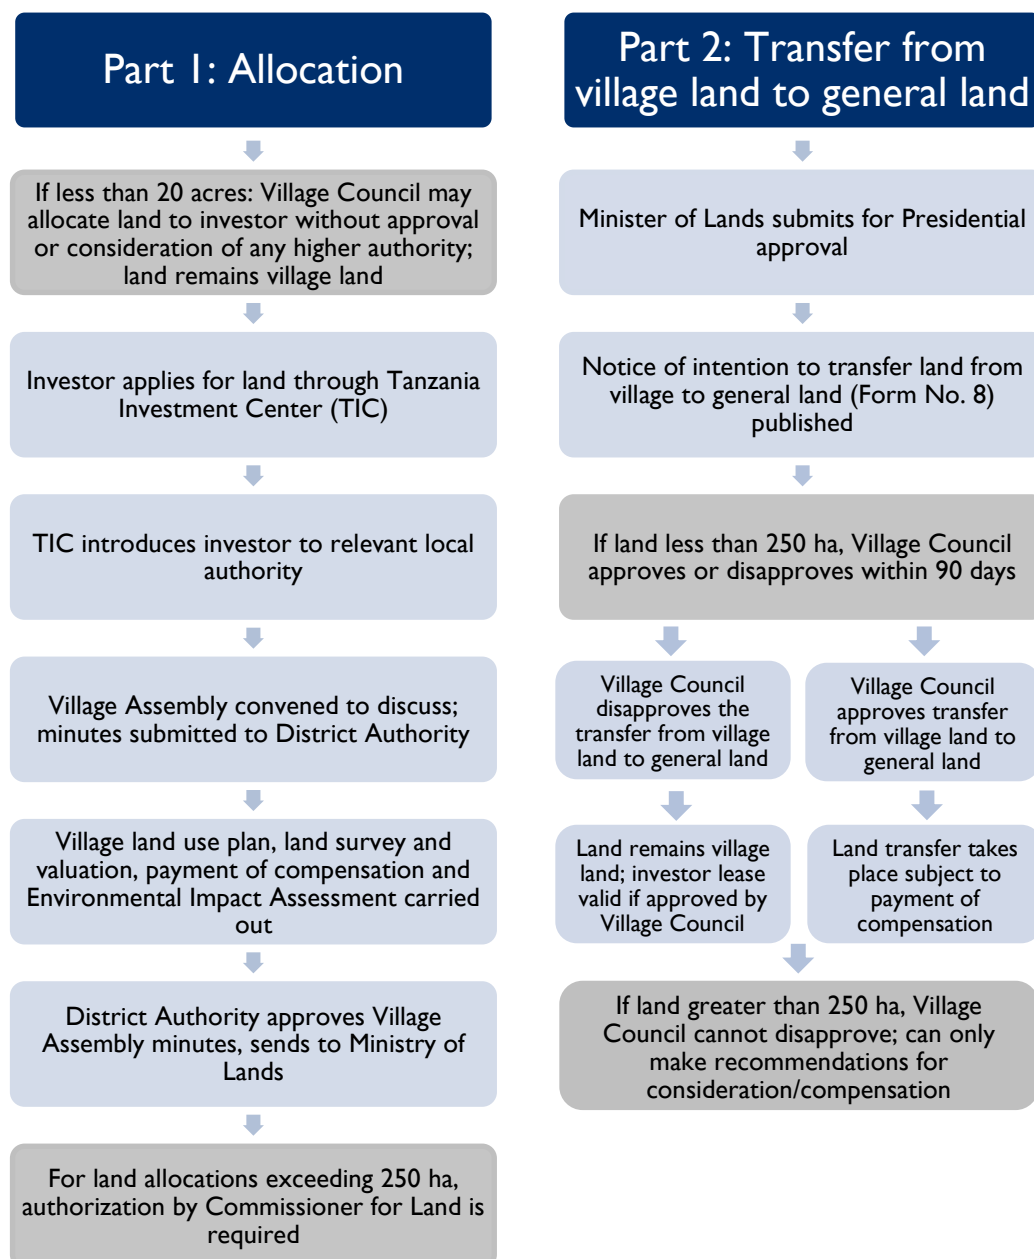 Part 1: Allocation
If less than 20 acres: Village Council may
allocate land to investor without approval
or consideration of any higher authority;
land remains village land
Investor applies for land through Tanzania
Investment Center (TIC)
TIC introduces investor to relevant local
authority
Village Assembly convened to discuss;
minutes submitted to District Authority
Village land use plan, land survey and
valuation, payment of compensation and
Environmental Impact Assessment carried
out
District Authority approves Village
Assembly minutes, sends to Ministry of
Lands
For land allocations exceeding 250 ha,
authorization by Commissioner for Land is
required
Part 2: Transfer from
village land to general land
Minister of Lands submits for Presidential
approval
Notice of intention to transfer land from
village to general land (Form No. 8)
published
If land less than 250 ha, Village Council
approves or disapproves within 90 days
Village Council
disapproves the
transfer from village
land to general land
Village Council
approves transfer
from village land to
general land
Land remains village
land; investor lease
valid if approved by
Village Council
Land transfer takes
place subject to
payment of
compensation
If land greater than 250 ha, Village
Council cannot disapprove; can only
make recommendations for
consideration/compensation